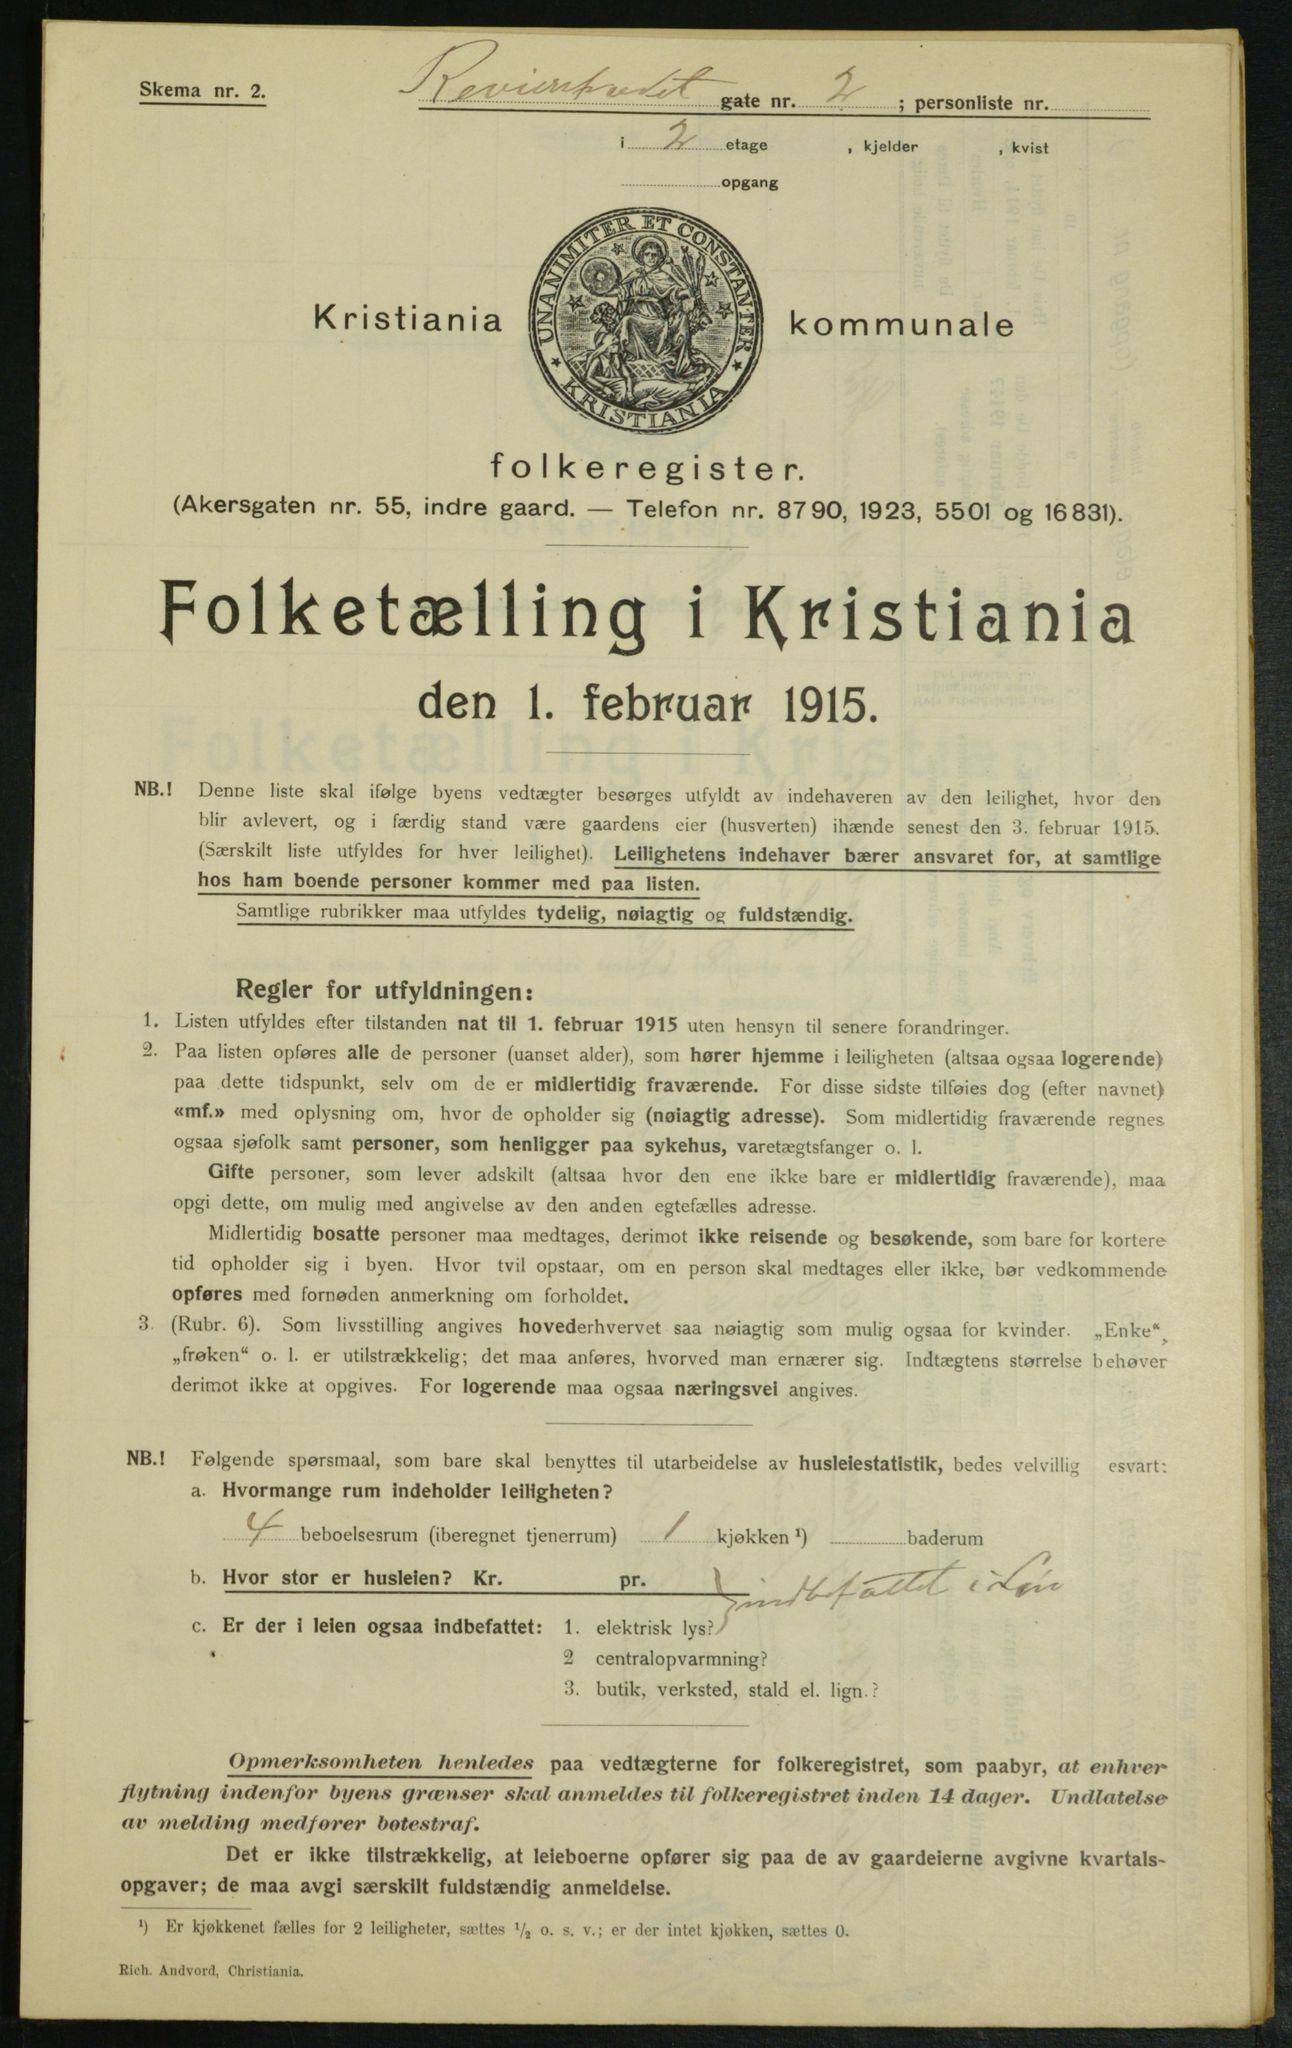 Skema nr. 2.
Revierstrædet gate nr. 2 ; personliste nr.
i 2 etage , kjelder , kvist
opgang
UNANIMITER ET CONSTANTER
KRISTIANIA
Kristiania kommunale
folkeregister.
(Akersgaten nr. 55, indre gaard. — Telefon nr. 8790, 1923, 5501 og 16831).
Folketælling i Kristiania
den 1. februar 1915.
NB.! Denne liste skal ifølge byens vedtægter besørges utfyldt av indehaveren av den leilighet, hvor den
blir avlevert, og i færdig stand være gaardens eier (husverten) ihænde senest den 3. februar 1915.
(Særskilt liste utfyldes for hver leilighet). Leilighetens indehaver bærer ansvaret for, at samtlige
hos ham boende personer kommer med paa listen.
Samtlige rubrikker maa utfyldes tydelig, nøiagtig og fuldstændig.
Regler for utfyldningen:
1. Listen utfyldes efter tilstanden nat til 1. februar 1915 uten hensyn til senere forandringer.
2. Paa listen opføres alle de personer (uanset alder), som hører hjemme i leiligheten (altsaa ogsaa logerende)
paa dette tidspunkt, selv om de er midlertidig fraværende. For disse sidste tilføies dog (efter navnet)
«mf.» med oplysning om, hvor de opholder sig (nøiagtig adresse). Som midlertidig fraværende regnes
ogsaa sjøfolk samt personer, som henligger paa sykehus, varetægtsfanger o. l.
Gifte personer, som lever adskilt (altsaa hvor den ene ikke bare er midlertidig fraværende), maa
opgi dette, om mulig med angivelse av den anden egtefælles adresse.
Midlertidig bosatte personer maa medtages, derimot ikke reisende og besøkende, som bare for kortere
tid opholder sig i byen. Hvor tvil opstaar, om en person skal medtages eller ikke, bør vedkommende
opføres med fornøden anmerkning om forholdet.
3. (Rubr. 6). Som livsstilling angives hovederhvervet saa nøiagtig som mulig ogsaa for kvinder. „Enke“,
„frøken“ o. l. er utilstrækkelig; det maa anføres, hvorved man ernærer sig. Indtægtens størrelse behøver
derimot ikke at opgives. For logerende maa ogsaa næringsvei angives.
NB.! Følgende spørsmaal, som bare skal benyttes til utarbeidelse av husleiestatistik, bedes velvillig esvart:
a. Hvormange rum indeholder leiligheten?
4 beboelsesrum (iberegnet tjenerrum) 1 kjøkken ¹) baderum
b. Hvor stor er husleien? Kr. pr.
indbefattet i Løn
c. Er der i leien ogsaa indbefattet: 1. elektrisk lys?
2 centralopvarmning?
3. butik, verksted, stald el. lign.?
Opmerksomheten henledes paa vedtægterne for folkeregistret, som paabyr, at enhver
flytning indenfor byens grænser skal anmeldes til folkeregistret inden 14 dager. Undlatelse
av melding medfører bøtestraf.
Det er ikke tilstrækkelig, at leieboerne opfører sig paa de av gaardeierne avgivne kvartals-
opgaver; de maa avgi særskilt fuldstændig anmeldelse.
¹) Er kjøkkenet fælles for 2 leiligheter, sættes ½ o. s. v.; er der intet kjøkken, sættes 0.
Rich. Andvord, Christiania.